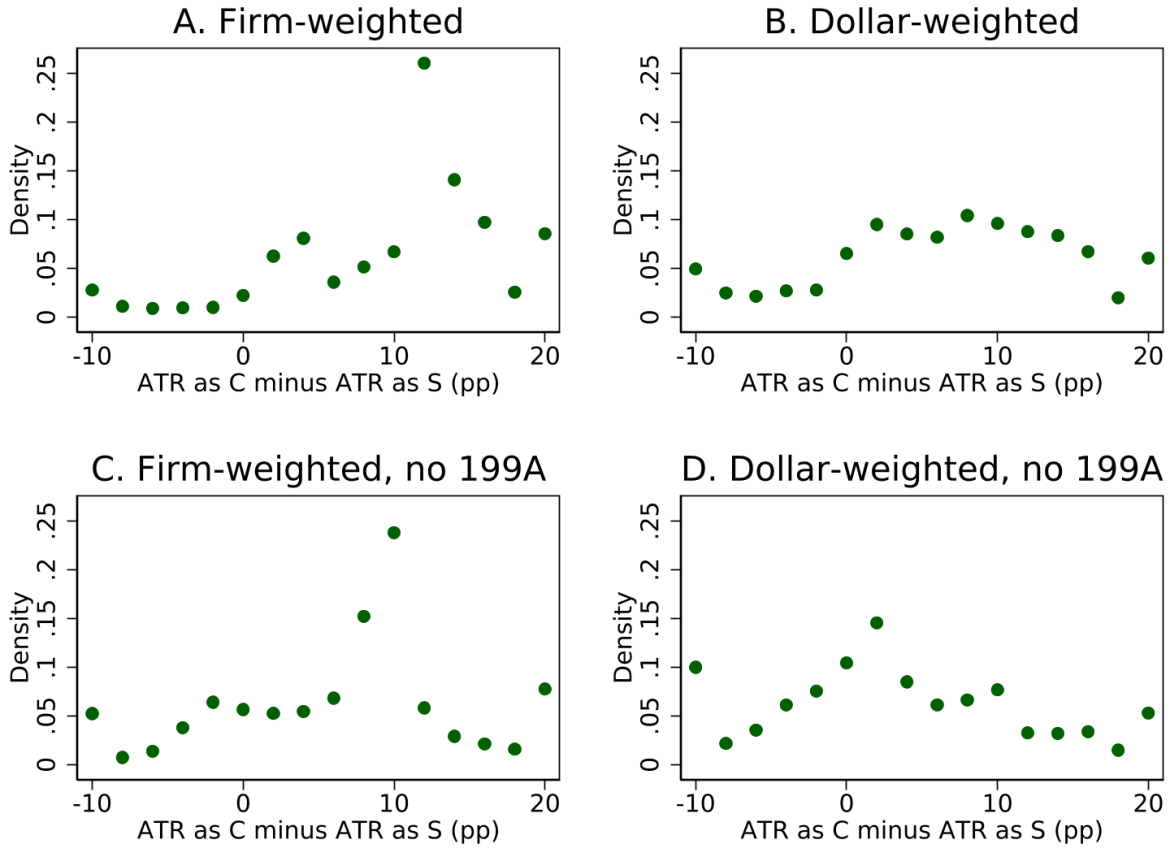 A. Firm-weighted
Density
0 .05 .1 .15 .2 .25
-10 0 10 20
ATR as C minus ATR as S (pp)
B. Dollar-weighted
Density
0 .05 .1 .15 .2 .25
-10 0 10 20
ATR as C minus ATR as S (pp)
C. Firm-weighted, no 199A
Density
0 .05 .1 .15 .2 .25
-10 0 10 20
ATR as C minus ATR as S (pp)
D. Dollar-weighted, no 199A
Density
0 .05 .1 .15 .2 .25
-10 0 10 20
ATR as C minus ATR as S (pp)